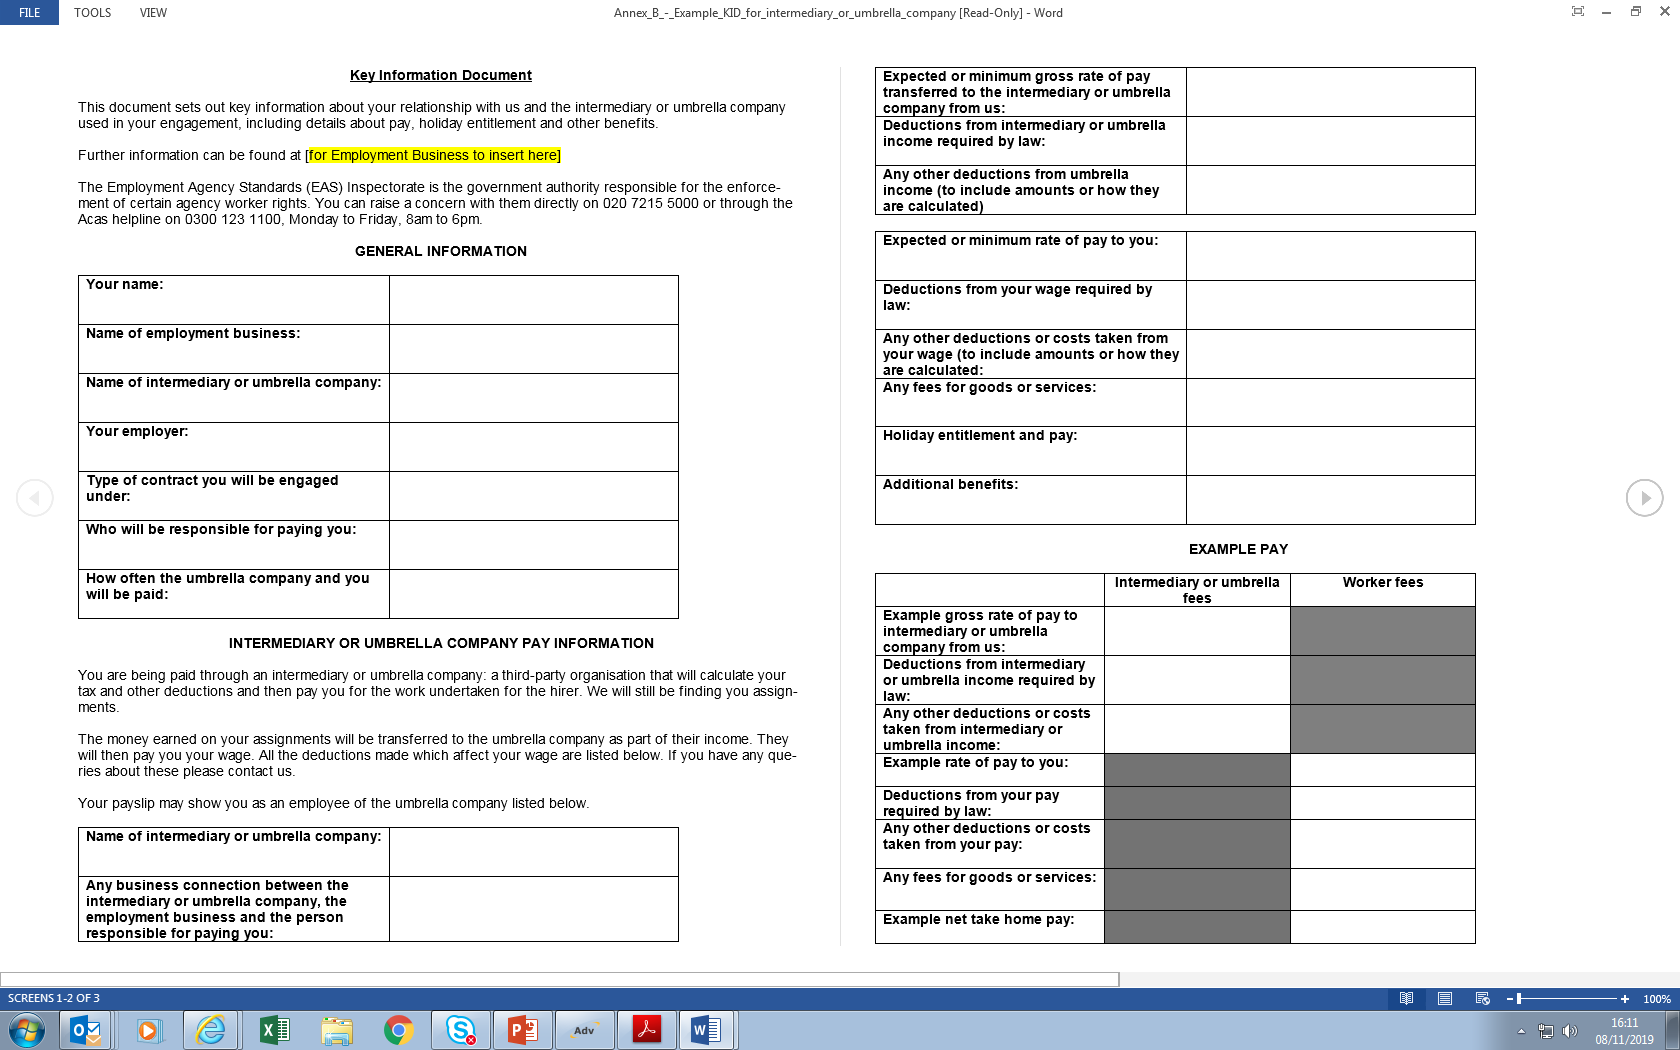 FILE TOOLS VIEW
Annex_B_-_Example_KID_for_intermediary_or_umbrella_company [Read-Only] - Word
Key Information Document
This document sets out key information about your relationship with us and the intermediary or umbrella company
used in your engagement, including details about pay, holiday entitlement and other benefits.
Further information can be found at [for Employment Business to insert here]
The Employment Agency Standards (EAS) Inspectorate is the government authority responsible for the enforce-
ment of certain agency worker rights. You can raise a concern with them directly on 020 7215 5000 or through the
Acas helpline on 0300 123 1100, Monday to Friday, 8am to 6pm.
GENERAL INFORMATION
Your name:
Name of employment business:
Name of intermediary or umbrella company:
Your employer:
Type of contract you will be engaged
under:
Who will be responsible for paying you:
How often the umbrella company and you
will be paid:
INTERMEDIARY OR UMBRELLA COMPANY PAY INFORMATION
You are being paid through an intermediary or umbrella company: a third-party organisation that will calculate your
tax and other deductions and then pay you for the work undertaken for the hirer. We will still be finding you assign-
ments.
The money earned on your assignments will be transferred to the umbrella company as part of their income. They
will then pay you your wage. All the deductions made which affect your wage are listed below. If you have any que-
ries about these please contact us.
Your payslip may show you as an employee of the umbrella company listed below.
Name of intermediary or umbrella company:
Any business connection between the
intermediary or umbrella company, the
employment business and the person
responsible for paying you:
Expected or minimum gross rate of pay
transferred to the intermediary or umbrella
company from us:
Deductions from intermediary or umbrella
income required by law:
Any other deductions from umbrella
income (to include amounts or how they
are calculated)
Expected or minimum rate of pay to you:
Deductions from your wage required by
law:
Any other deductions or costs taken from
your wage (to include amounts or how they
are calculated:
Any fees for goods or services:
Holiday entitlement and pay:
Additional benefits:
EXAMPLE PAY
Intermediary or umbrella
fees
Worker fees
Example gross rate of pay to
intermediary or umbrella
company from us:
Deductions from intermediary
or umbrella income required by
law:
Any other deductions or costs
taken from intermediary or
umbrella income:
Example rate of pay to you:
Deductions from your pay
required by law:
Any other deductions or costs
taken from your pay:
Any fees for goods or services:
Example net take home pay:
SCREENS 1-2 OF 3
100%
Adv
16:11
08/11/2019